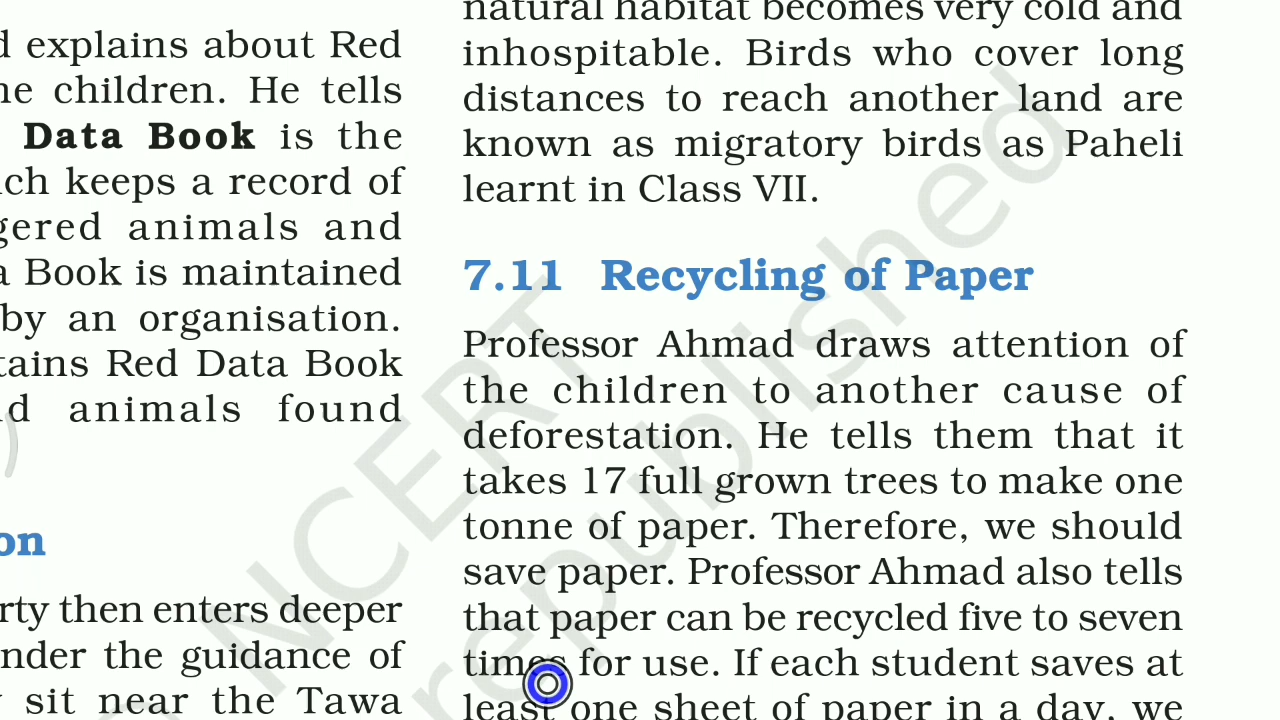 d explains about Red
ne children. He tells
Data Book is the
ch keeps a record of
gered animals and
a Book is maintained
by an organisation.
tains Red Data Book
d animals found
on
rty then enters deeper
nder the guidance of
sit near the Tawa
natural habitat becomes very cold and
inhospitable. Birds who cover long
distances to reach another land are
known as migratory birds as Paheli
learnt in Class VII.
7.11 Recycling of Paper
Professor Ahmad draws attention of
the children to another cause of
deforestation. He tells them that it
takes 17 full grown trees to make one
tonne of paper. Therefore, we should
save paper. Professor Ahmad also tells
that paper can be recycled five to seven
times for use. If each student saves at
least one sheet of paper in a day, we
NCERT
republished